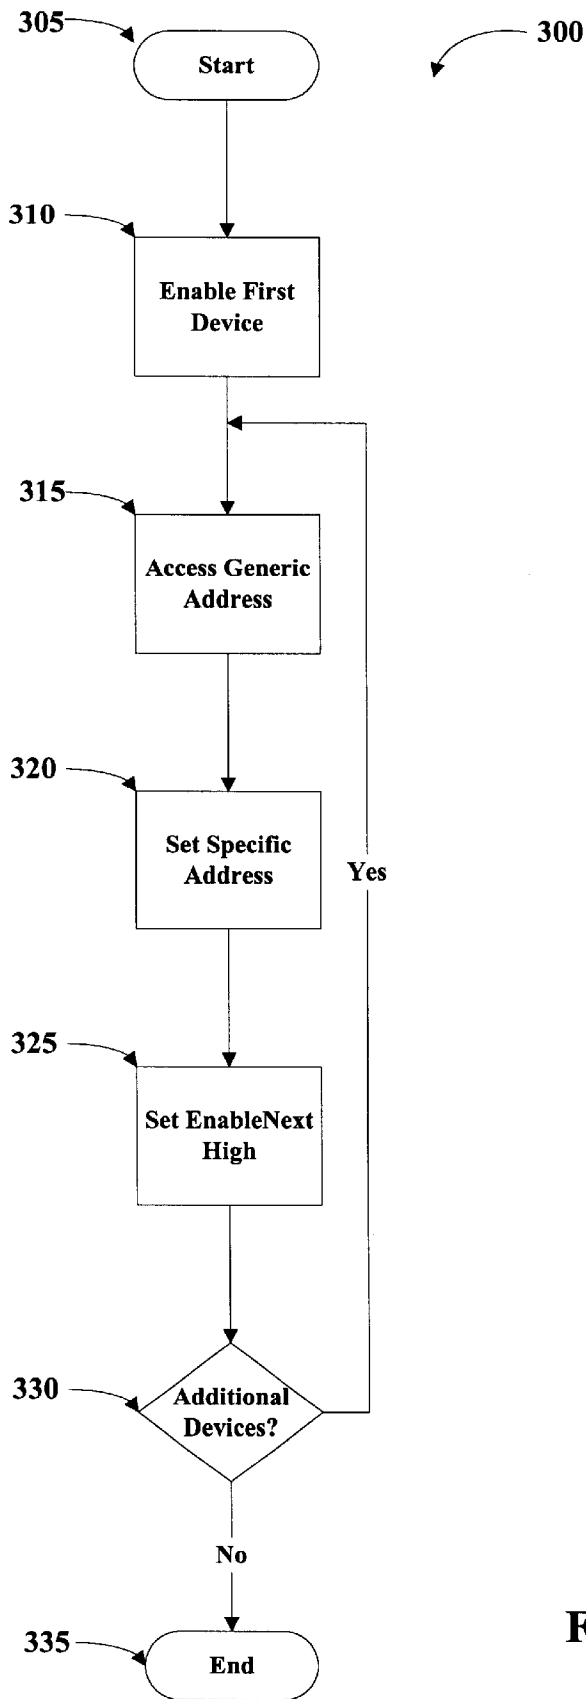 305
Start
300
310
Enable First
Device
315
Access Generic
Address
320
Set Specific
Address
Yes
325
Set EnableNext
High
330
Additional
Devices?
No
335
End
F